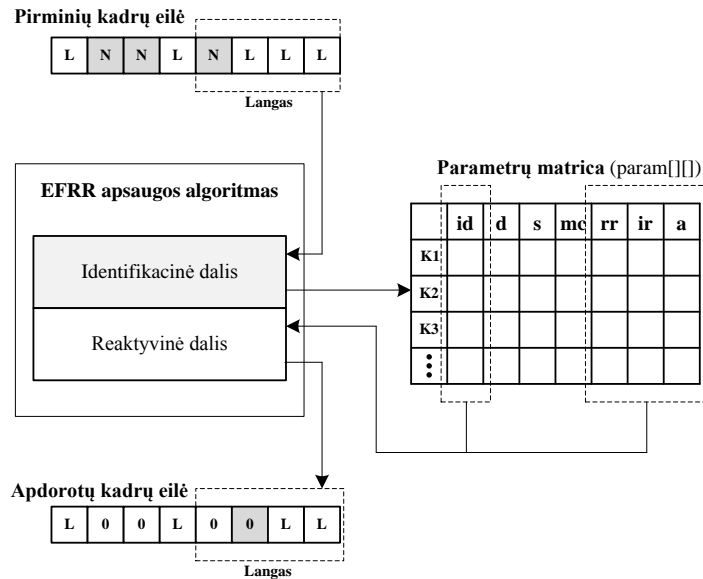 Pirminių kadrų eilė
L N N L N L L L
Langas
EFRR apsaugos algoritmas
Identifikacinė dalis
Reaktyvinė dalis
Parametrų matrica (param[][])
id d s mc rr ir a
K1
K2
K3
Apdorotų kadrų eilė
L 0 0 L 0 0 L L
Langas